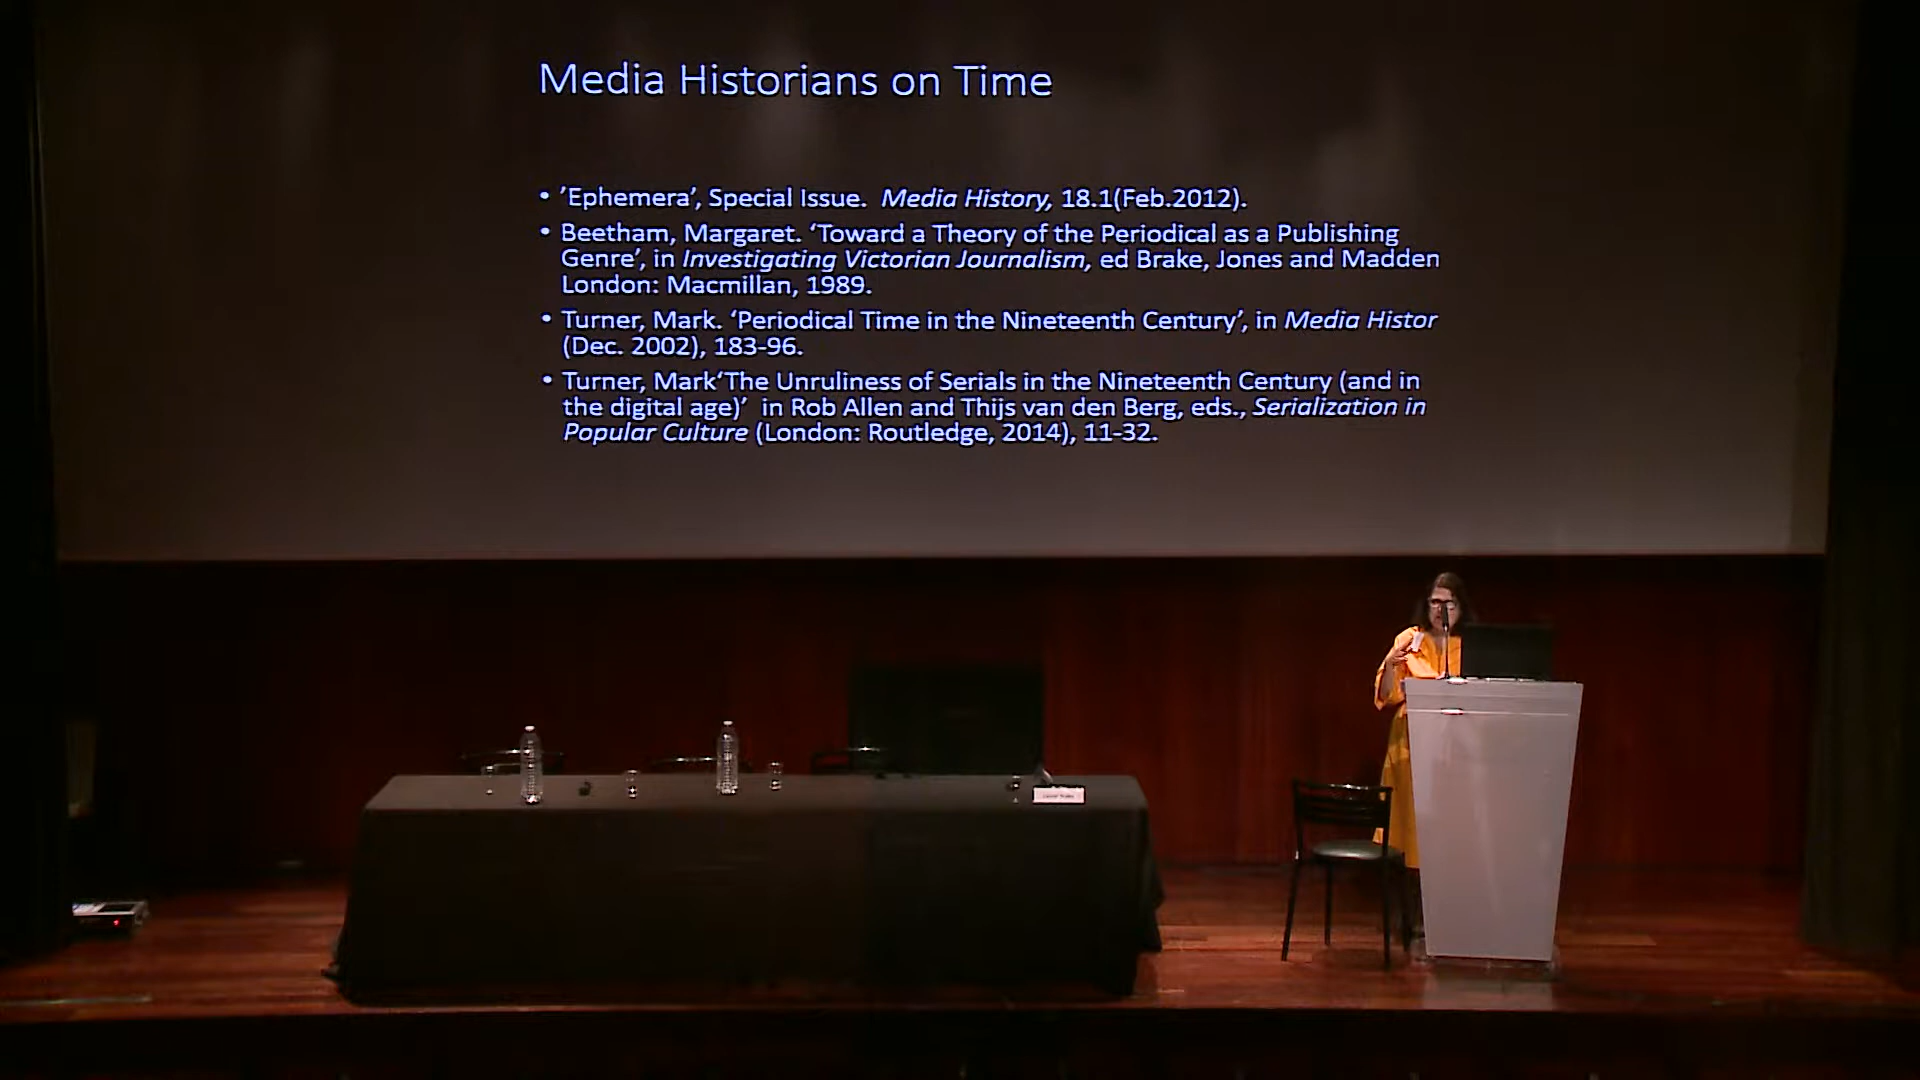 Media Historians on Time
• ’Ephemera’, Special Issue. Media History, 18.1(Feb.2012).
• Beetham, Margaret. ‘Toward a Theory of the Periodical as a Publishing
Genre’, in Investigating Victorian Journalism, ed Brake, Jones and Madden
London: Macmillan, 1989.
• Turner, Mark. ‘Periodical Time in the Nineteenth Century’, in Media Histor
(Dec. 2002), 183-96.
• Turner, Mark‘The Unruliness of Serials in the Nineteenth Century (and in
the digital age)’ in Rob Allen and Thijs van den Berg, eds., Serialization in
Popular Culture (London: Routledge, 2014), 11-32.